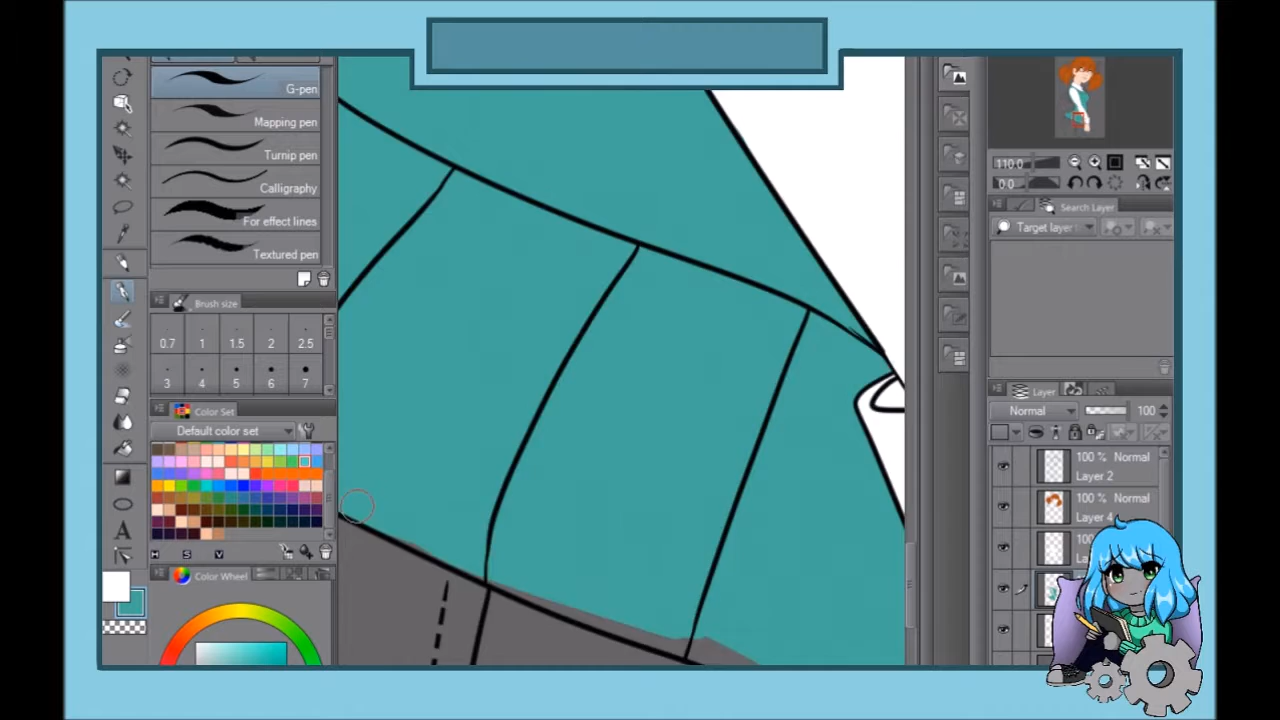 G-pen
Mapping pen
Turnip pen
Calligraphy
For effect lines
Textured pen
Brush size
0.7 1 1.5 2 2.5
3 4 5 6 7
Color Set
Default color set
H S V
Color Wheel
110.0
0.0
Search Layer
Target layer
Layer
Normal 100
100 % Normal
Layer 2
100 % Normal
Layer 4
100 %